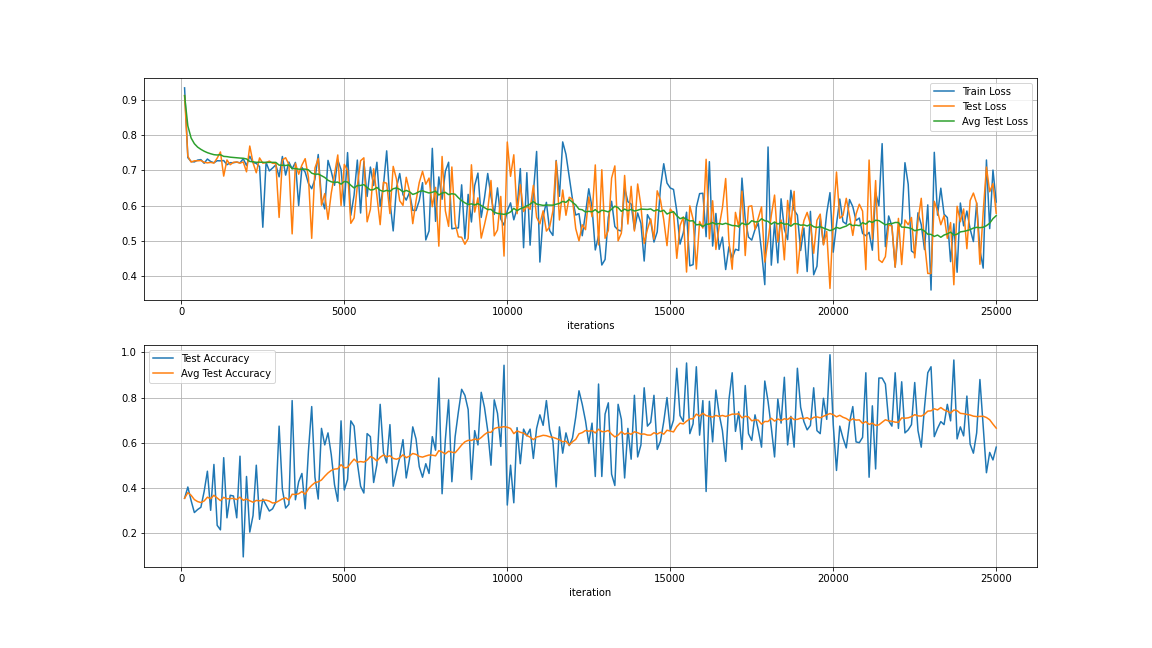 0.9
0.8
0.7
0.6
0.5
0.4
Train Loss
Test Loss
Avg Test Loss
0 5000 10000 15000 20000 25000
iterations
1.0
0.8
0.6
0.4
0.2
Test Accuracy
Avg Test Accuracy
0 5000 10000 15000 20000 25000
iteration